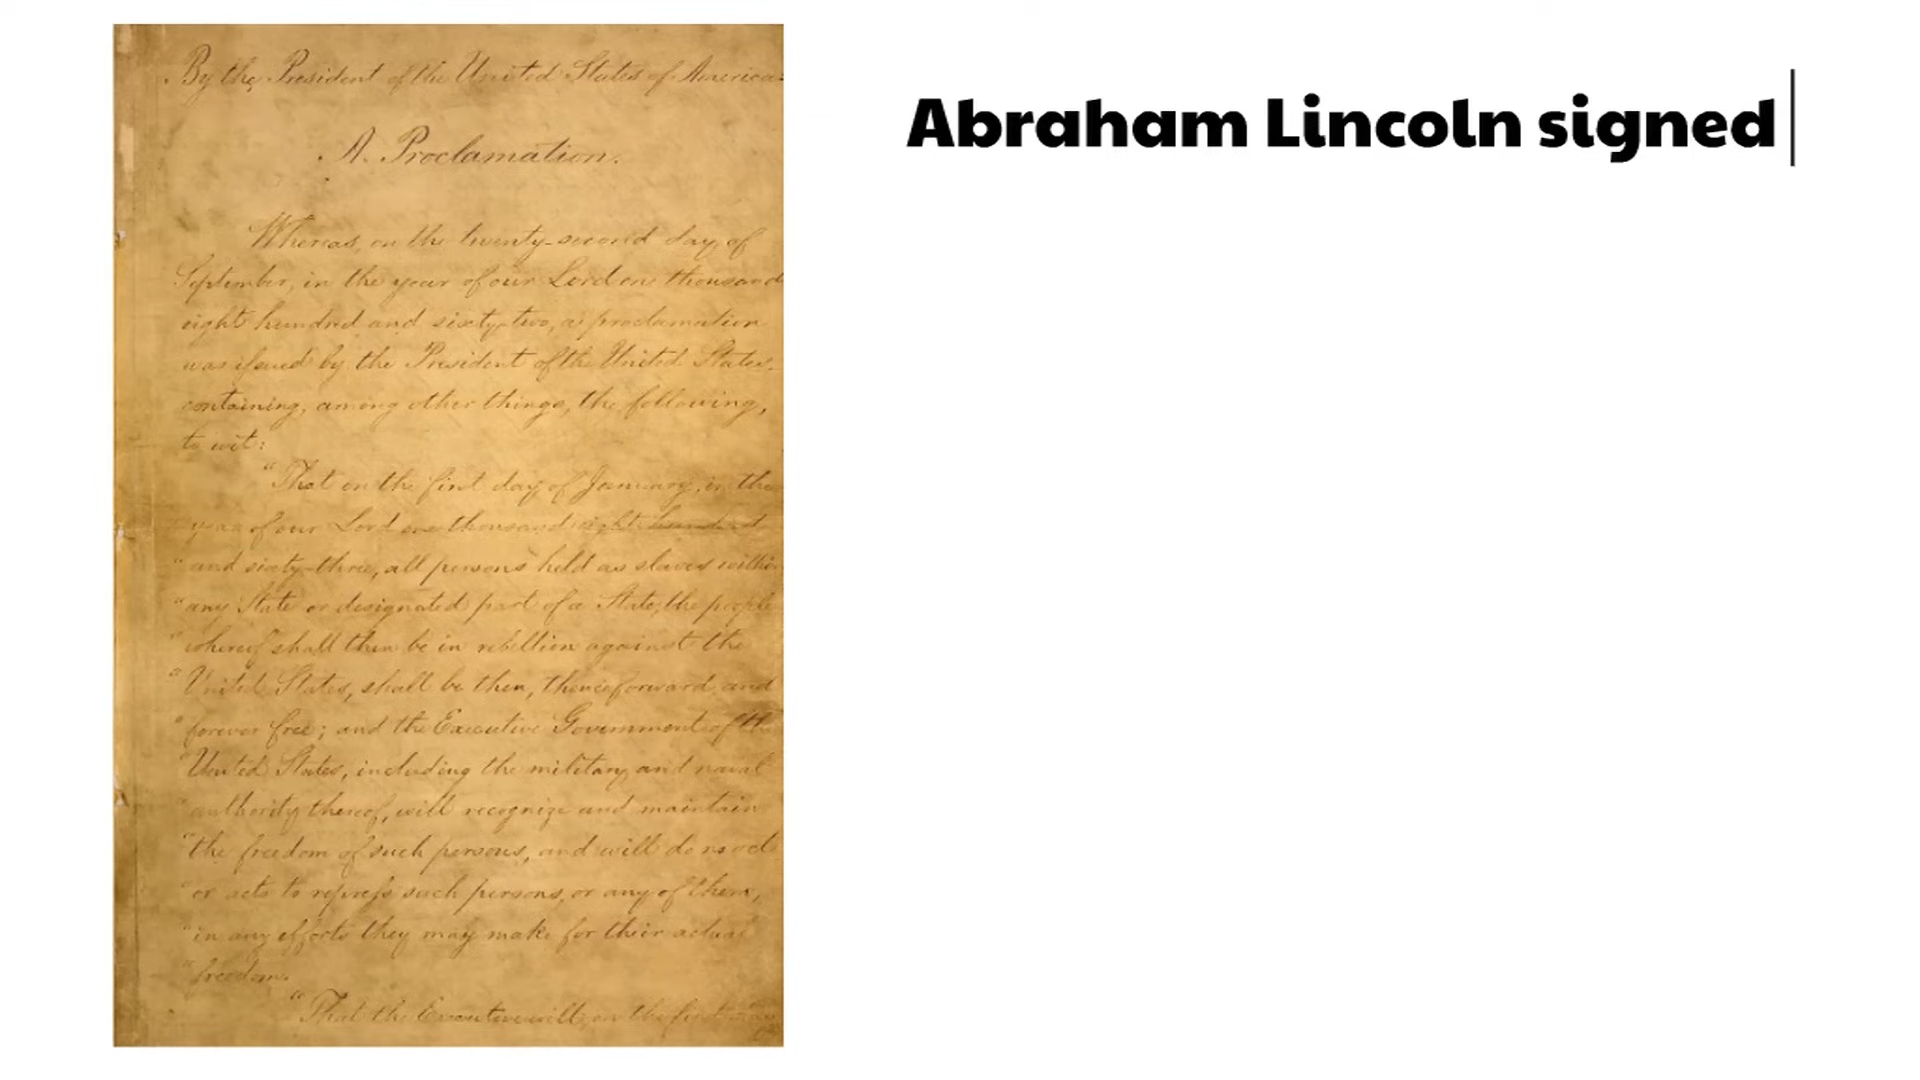 By the President of the United States of America:
A Proclamation.
Whereas, on the twenty-second day of
September, in the year of our Lord one thousand
eight hundred and sixty-two, a proclamation
was issued by the President of the United States,
containing, among other things, the following,
to wit:
"That on the first day of January, in the
year of our Lord one thousand eight hundred
"and sixty-three, all persons held as slaves within
"any State or designated part of a State, the people
"whereof shall then be in rebellion against the
"United States, shall be then, thenceforward, and
"forever free; and the Executive Government of the
"United States, including the military and naval
"authority thereof, will recognize and maintain
"the freedom of such persons, and will do no act
"or acts to repress such persons, or any of them,
"in any efforts they may make for their actual
"freedom.
"That the Executive will, on the first day
Abraham Lincoln signed